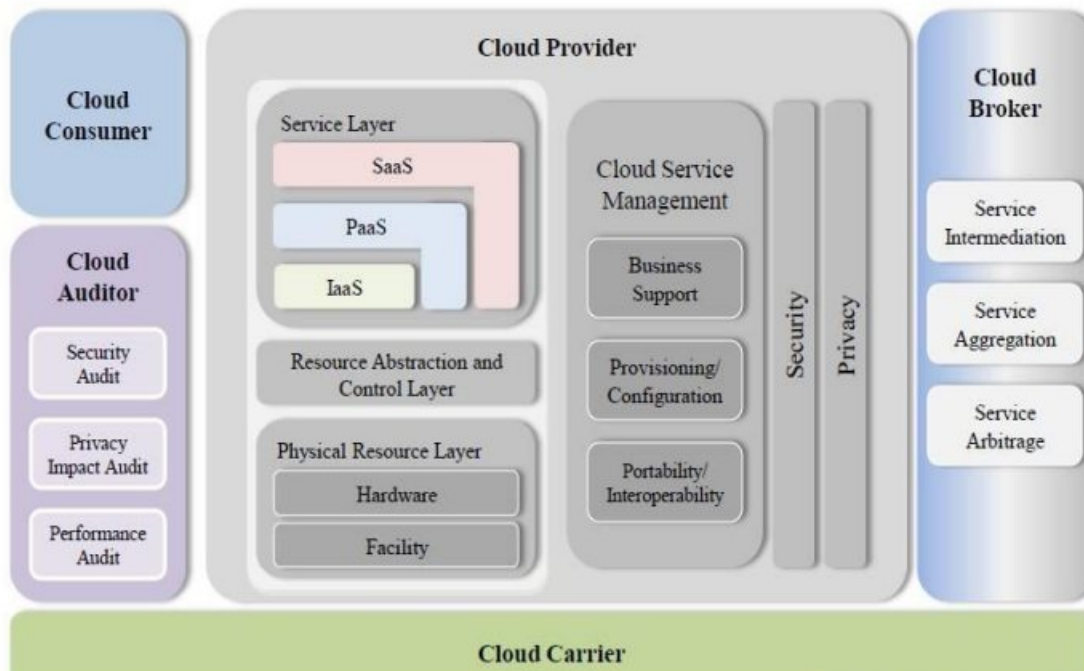 Cloud
Consumer
Cloud
Auditor
Security
Audit
Privacy
Impact Audit
Performance
Audit
Cloud Provider
Service Layer
SaaS
PaaS
IaaS
Resource Abstraction and
Control Layer
Physical Resource Layer
Hardware
Facility
Cloud Service
Management
Business
Support
Provisioning/
Configuration
Portability/
Interoperability
Security
Privacy
Cloud
Broker
Service
Intermediation
Service
Aggregation
Service
Arbitrage
Cloud Carrier